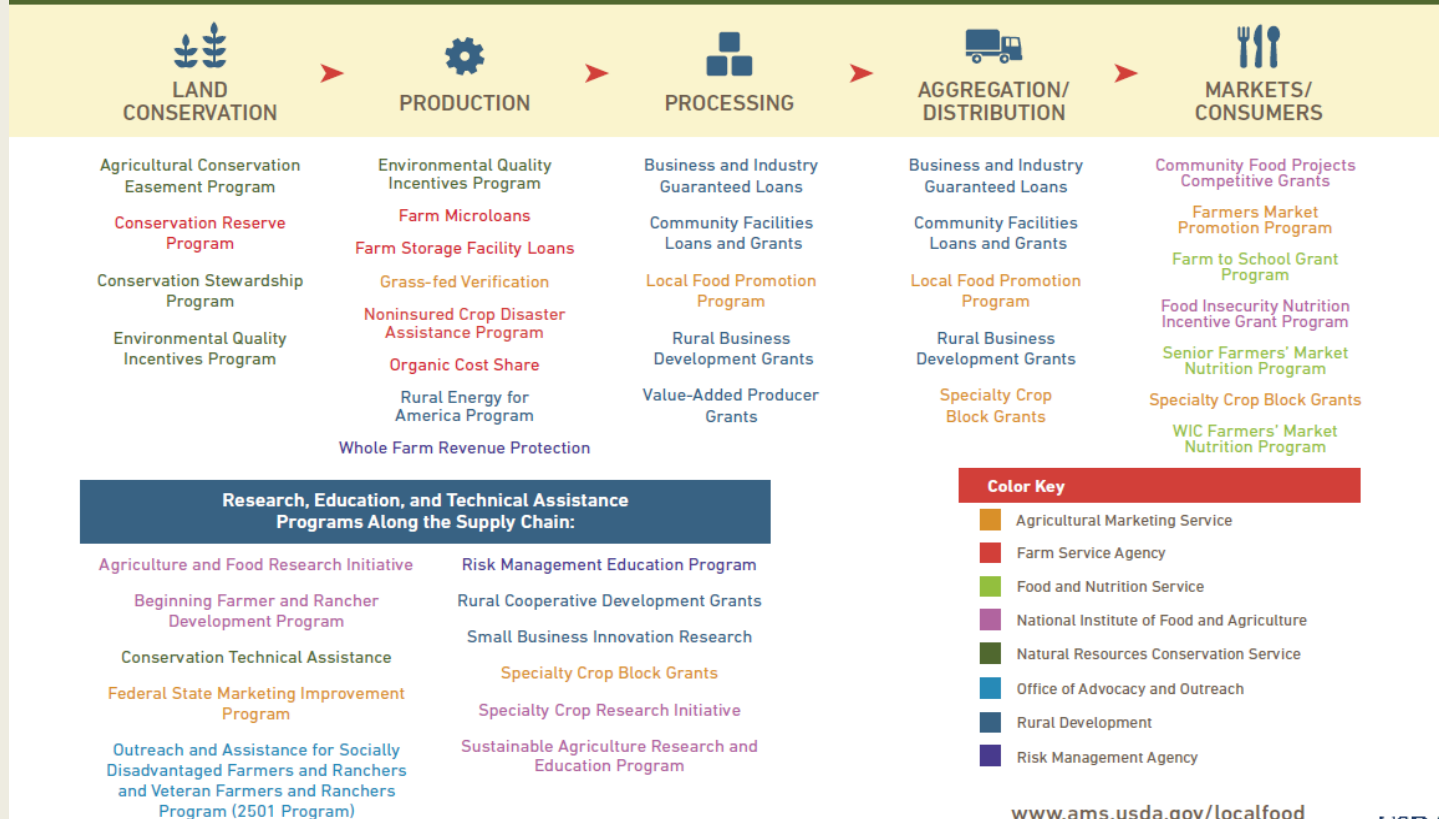 LAND
CONSERVATION
PRODUCTION
PROCESSING
AGGREGATION/
DISTRIBUTION
MARKETS/
CONSUMERS
Agricultural Conservation
Easement Program
Conservation Reserve
Program
Conservation Stewardship
Program
Environmental Quality
Incentives Program
Environmental Quality
Incentives Program
Farm Microloans
Farm Storage Facility Loans
Grass-fed Verification
Noninsured Crop Disaster
Assistance Program
Organic Cost Share
Rural Energy for
America Program
Whole Farm Revenue Protection
Business and Industry
Guaranteed Loans
Community Facilities
Loans and Grants
Local Food Promotion
Program
Rural Business
Development Grants
Value-Added Producer
Grants
Business and Industry
Guaranteed Loans
Community Facilities
Loans and Grants
Local Food Promotion
Program
Rural Business
Development Grants
Specialty Crop
Block Grants
Community Food Projects
Competitive Grants
Farmers Market
Promotion Program
Farm to School Grant
Program
Food Insecurity Nutrition
Incentive Grant Program
Senior Farmers' Market
Nutrition Program
Specialty Crop Block Grants
WIC Farmers' Market
Nutrition Program
Research, Education, and Technical Assistance
Programs Along the Supply Chain:
Agriculture and Food Research Initiative
Beginning Farmer and Rancher
Development Program
Conservation Technical Assistance
Federal State Marketing Improvement
Program
Outreach and Assistance for Socially
Disadvantaged Farmers and Ranchers
and Veteran Farmers and Ranchers
Program (2501 Program)
Risk Management Education Program
Rural Cooperative Development Grants
Small Business Innovation Research
Specialty Crop Block Grants
Specialty Crop Research Initiative
Sustainable Agriculture Research and
Education Program
Color Key
Agricultural Marketing Service
Farm Service Agency
Food and Nutrition Service
National Institute of Food and Agriculture
Natural Resources Conservation Service
Office of Advocacy and Outreach
Rural Development
Risk Management Agency
www.ams.usda.gov/localfood